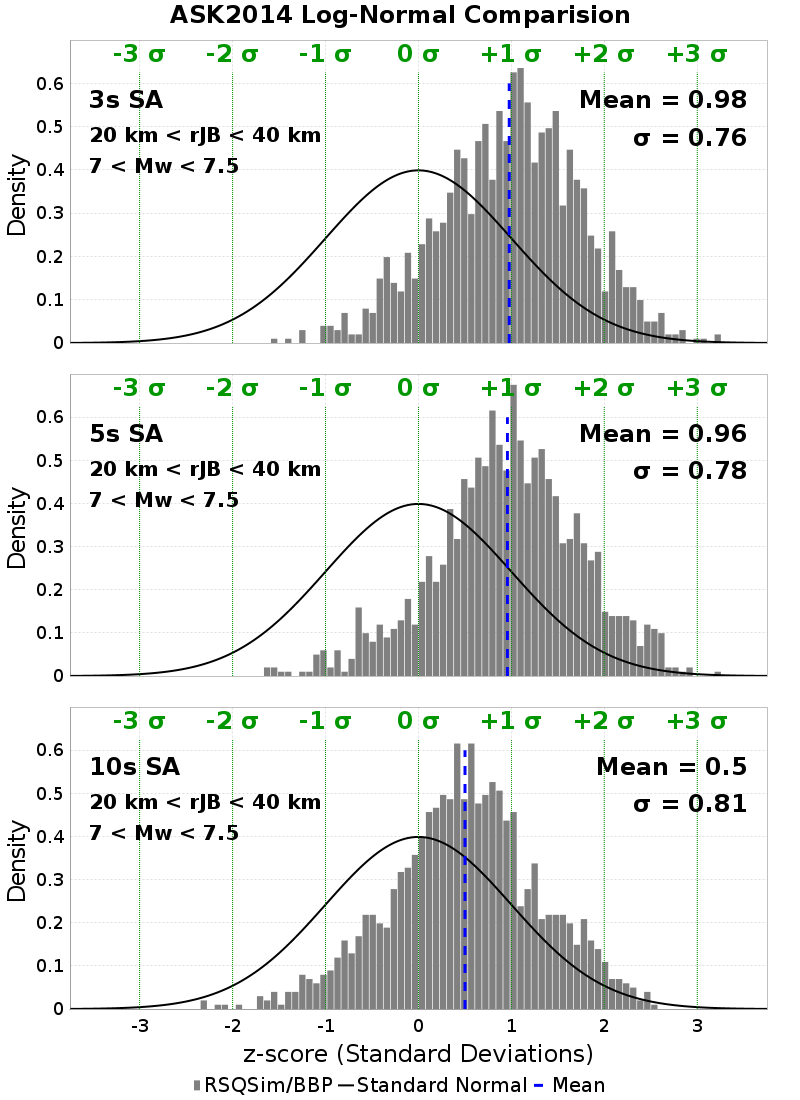 ASK2014 Log-Normal Comparision
-3 σ -2 σ -1 σ 0 σ +1 σ +2 σ +3 σ
3s SA
20 km < rJB < 40 km
7 < Mw < 7.5
Mean = 0.98
σ = 0.76
0.6
0.5
0.4
0.3
0.2
0.1
0
Density
-3 σ -2 σ -1 σ 0 σ +1 σ +2 σ +3 σ
5s SA
20 km < rJB < 40 km
7 < Mw < 7.5
Mean = 0.96
σ = 0.78
0.6
0.5
0.4
0.3
0.2
0.1
0
Density
-3 σ -2 σ -1 σ 0 σ +1 σ +2 σ +3 σ
10s SA
20 km < rJB < 40 km
7 < Mw < 7.5
Mean = 0.5
σ = 0.81
0.6
0.5
0.4
0.3
0.2
0.1
0
Density
-3 -2 -1 0 1 2 3
z-score (Standard Deviations)
RSQSim/BBP Standard Normal Mean